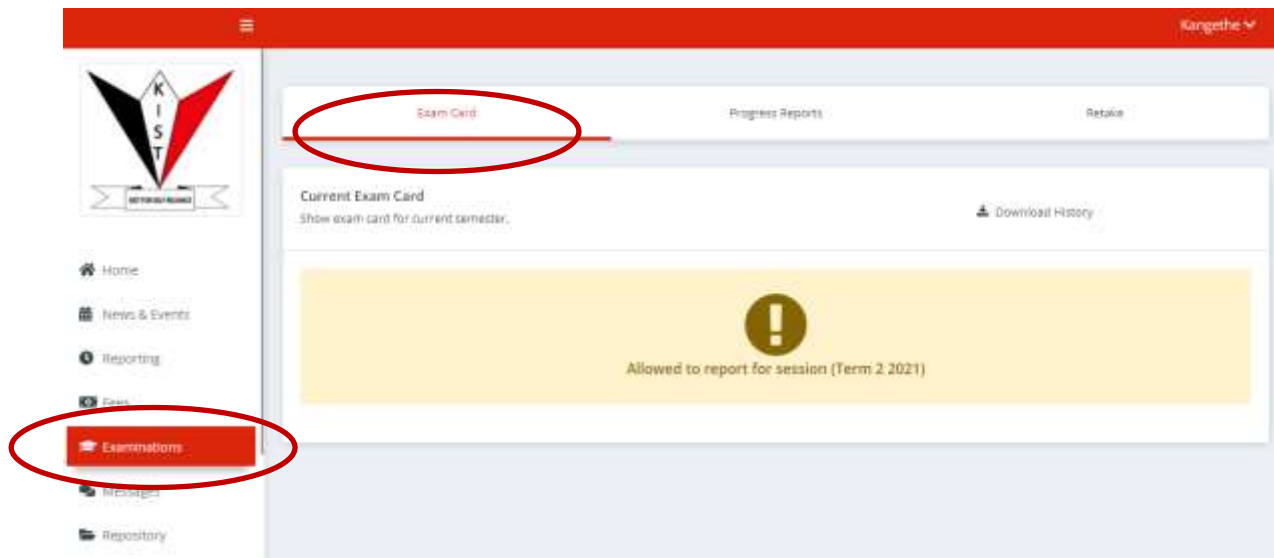 Kangethe
K
I
S
T
Exam Card
Progress Reports
Retake
Current Exam Card
Show exam card for current semester.
Download History
Home
News & Events
Reporting
Fees
Examinations
Messages
Repository
Allowed to report for session (Term 2 2021)